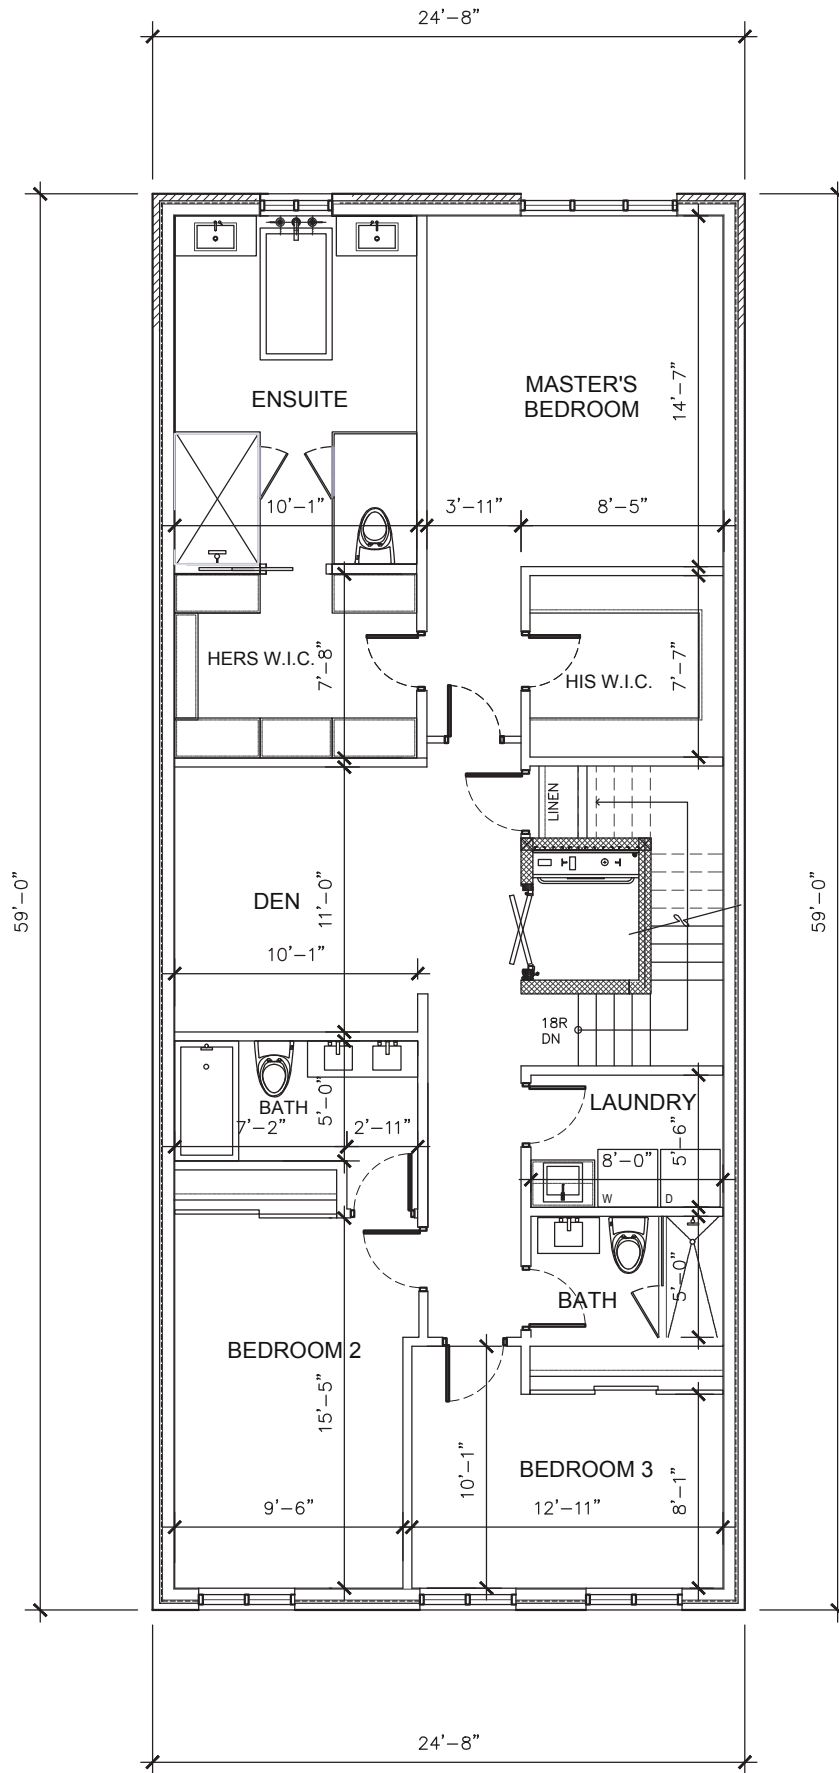 24'-8"
ENSUITE
MASTER'S
BEDROOM
14'-7"
10'-1"
3'-11"
8'-5"
HERS W.I.C.
7'-8"
HIS W.I.C.
7'-7"
LINEN
59'-0"
59'-0"
DEN
11'-0"
10'-1"
18R
DN
BATH
5'-0"
7'-2"
2'-11"
LAUNDRY
5'-6"
8'-0"
W
D
BATH
5'-0"
BEDROOM 2
15'-5"
10'-1"
BEDROOM 3
8'-1"
9'-6"
12'-11"
24'-8"